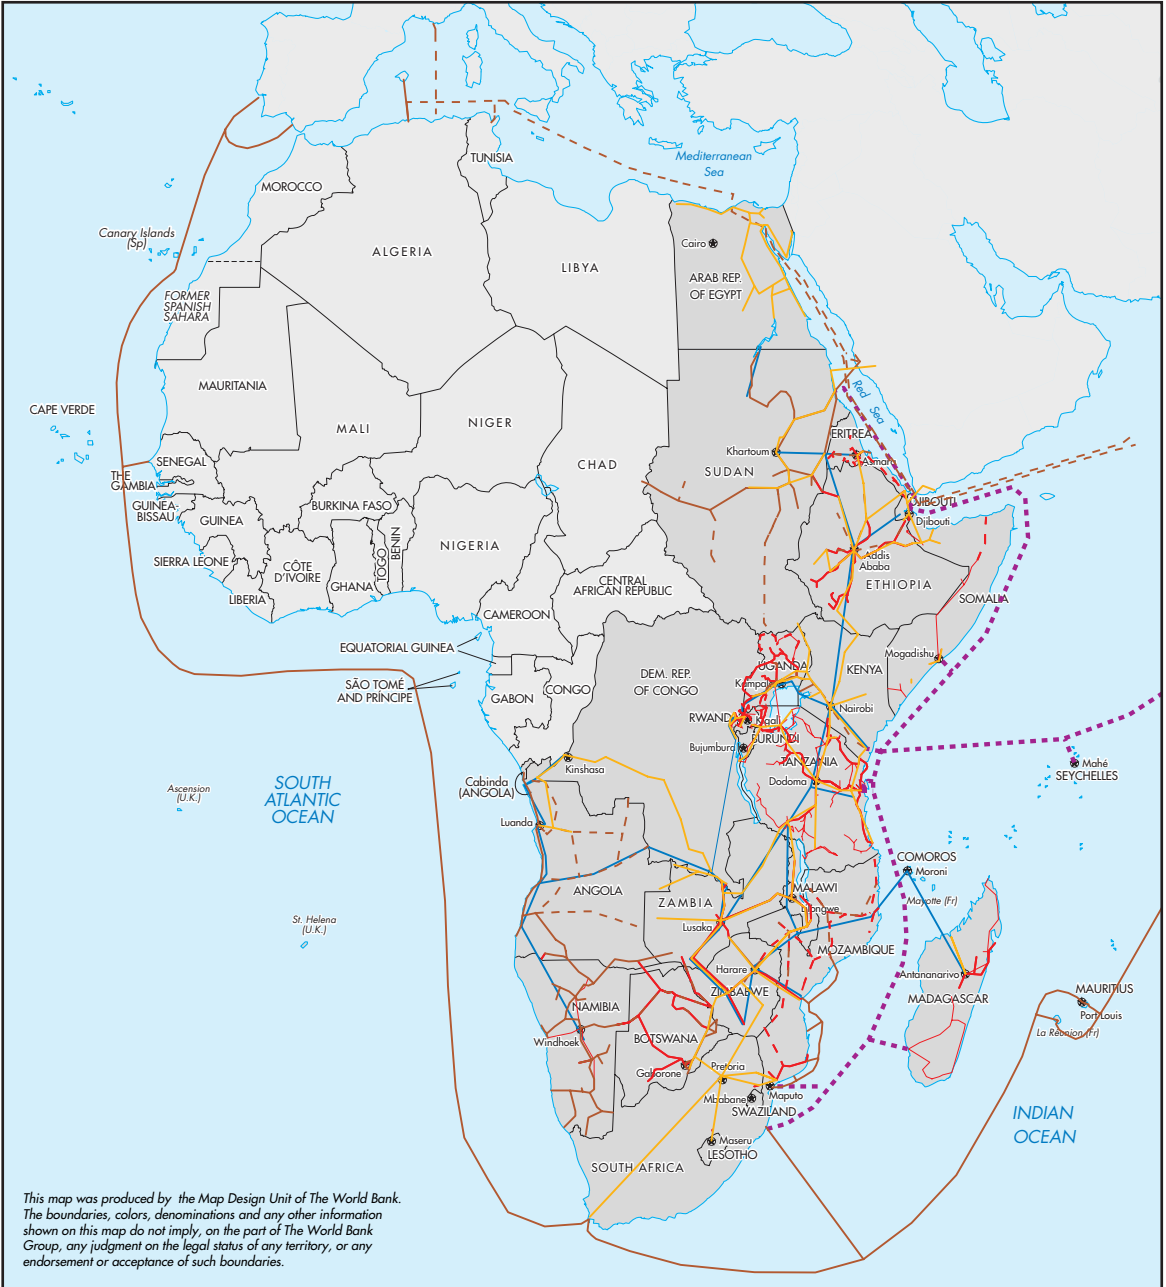 Mediterranean
Sea
TUNISIA
MOROCCO
Canary Islands
(Sp)
ALGERIA
LIBYA
Cairo
ARAB REP.
OF EGYPT
FORMER
SPANISH
SAHARA
MAURITANIA
MALI
NIGER
CHAD
Red Sea
CAPE VERDE
ERITREA
Khartoum
Asmara
SUDAN
SENEGAL
THE
GAMBIA
GUINEA-
BISSAU
GUINEA
BURKINA FASO
BENIN
TOGO
NIGERIA
DJIBOUTI
Djibouti
SIERRA LEONE
CÔTE
D'IVOIRE
GHANA
LIBERIA
Addis
Ababa
ETHIOPIA
CENTRAL
AFRICAN REPUBLIC
CAMEROON
SOMALIA
EQUATORIAL GUINEA
Mogadishu
SÃO TOMÉ
AND PRÍNCIPE
GABON
CONGO
DEM. REP.
OF CONGO
UGANDA
Kampala
KENYA
Nairobi
RWANDA
Kigali
BURUNDI
Bujumbura
TANZANIA
Dodoma
Mahé
SEYCHELLES
Kinshasa
Cabinda
(ANGOLA)
Luanda
Ascension
(U.K.)
SOUTH
ATLANTIC
OCEAN
COMOROS
Moroni
Mayotte (Fr)
ANGOLA
ZAMBIA
MALAWI
Lilongwe
Lusaka
St. Helena
(U.K.)
MOZAMBIQUE
Harare
ZIMBABWE
Antananarivo
MADAGASCAR
MAURITIUS
Port Louis
La Réunion (Fr)
NAMIBIA
Windhoek
BOTSWANA
Gaborone
Pretoria
Maputo
Mbabane
SWAZILAND
INDIAN
OCEAN
Maseru
LESOTHO
SOUTH AFRICA
This map was produced by the Map Design Unit of The World Bank.
The boundaries, colors, denominations and any other information
shown on this map do not imply, on the part of The World Bank
Group, any judgment on the legal status of any territory, or any
endorsement or acceptance of such boundaries.